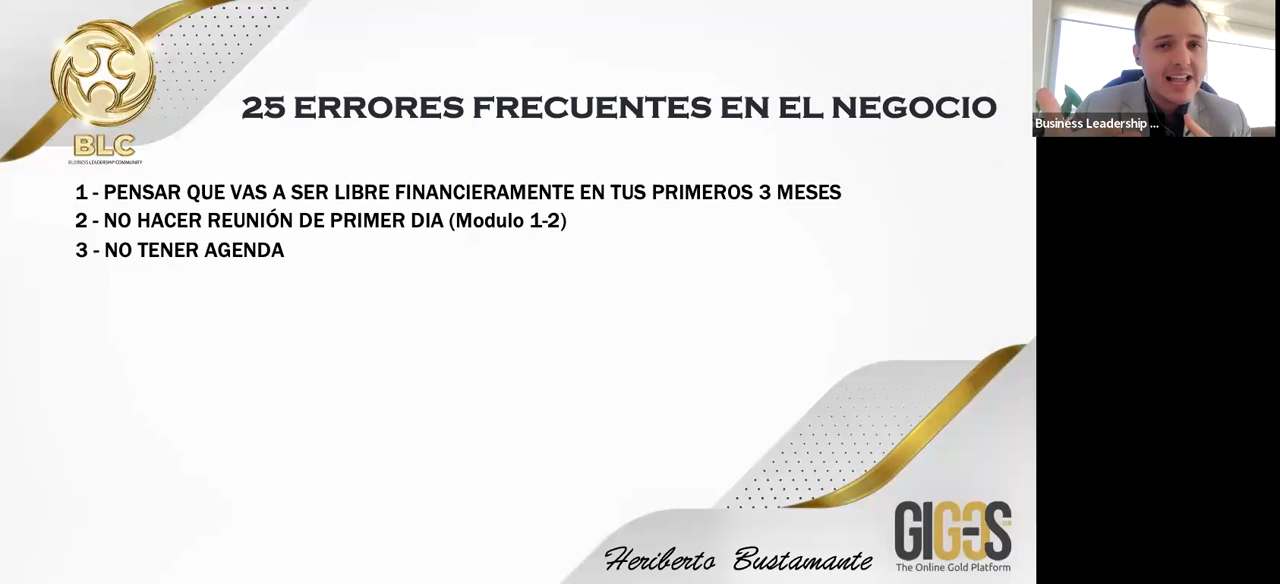 BLC
BUSINESS LEADERSHIP COMMUNITY
25 ERRORES FRECUENTES EN EL NEGOCIO
Business Leadership ...
1 - PENSAR QUE VAS A SER LIBRE FINANCIERAMENTE EN TUS PRIMEROS 3 MESES
2 - NO HACER REUNIÓN DE PRIMER DIA (Modulo 1-2)
3 - NO TENER AGENDA
Heriberto Bustamante
GIG-OS
The Online Gold Platform